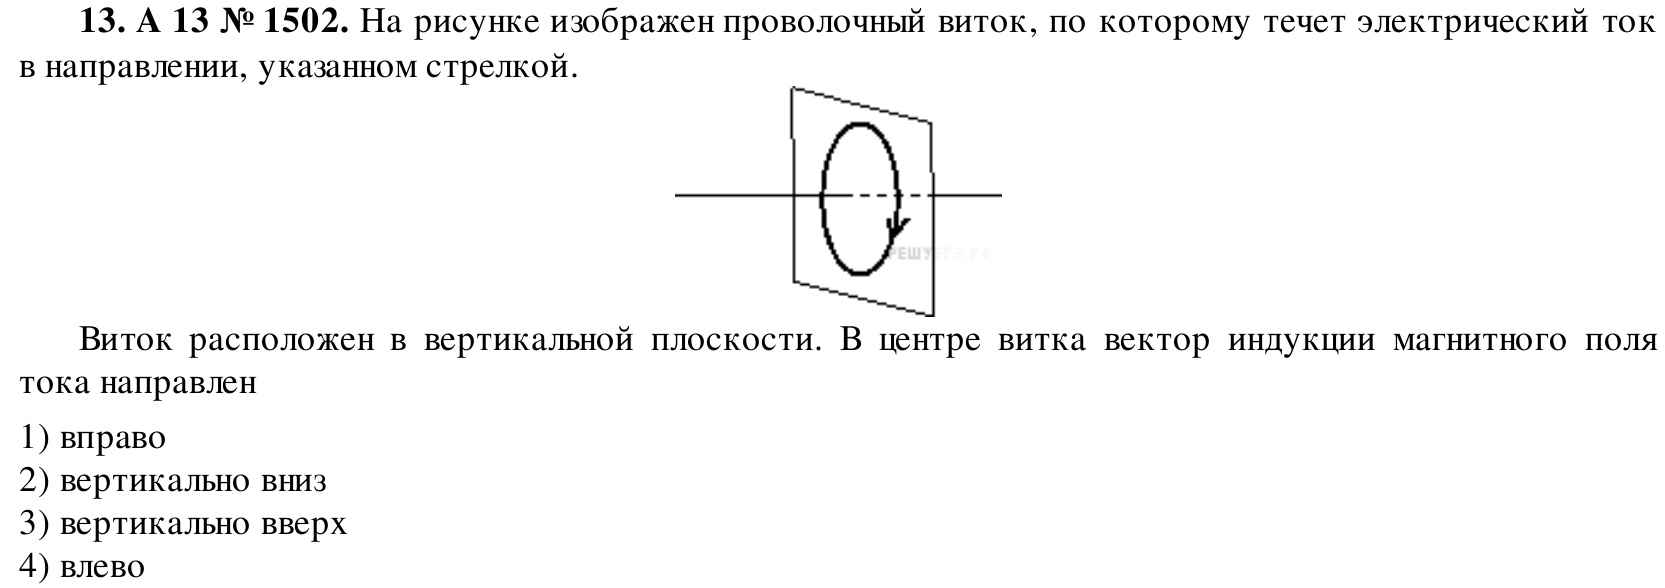 13. А 13 № 1502. На рисунке изображен проволочный виток, по которому течет электрический ток
в направлении, указанном стрелкой.
РЕШУЕГЭ.РФ
Виток расположен в вертикальной плоскости. В центре витка вектор индукции магнитного поля
тока направлен
1) вправо
2) вертикально вниз
3) вертикально вверх
4) влево